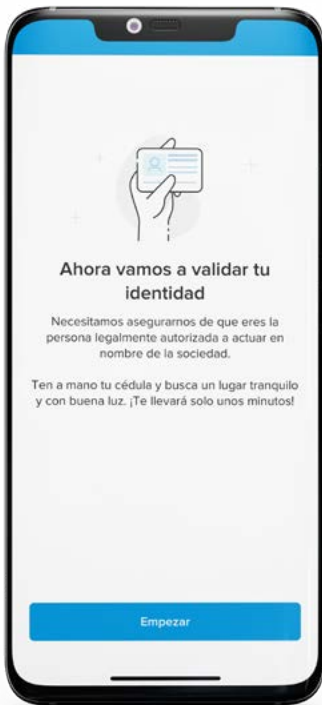 Ahora vamos a validar tu
identidad
Necesitamos asegurarnos de que eres la
persona legalmente autorizada a actuar en
nombre de la sociedad.
Ten a mano tu cédula y busca un lugar tranquilo
y con buena luz. ¡Te llevará solo unos minutos!
Empezar